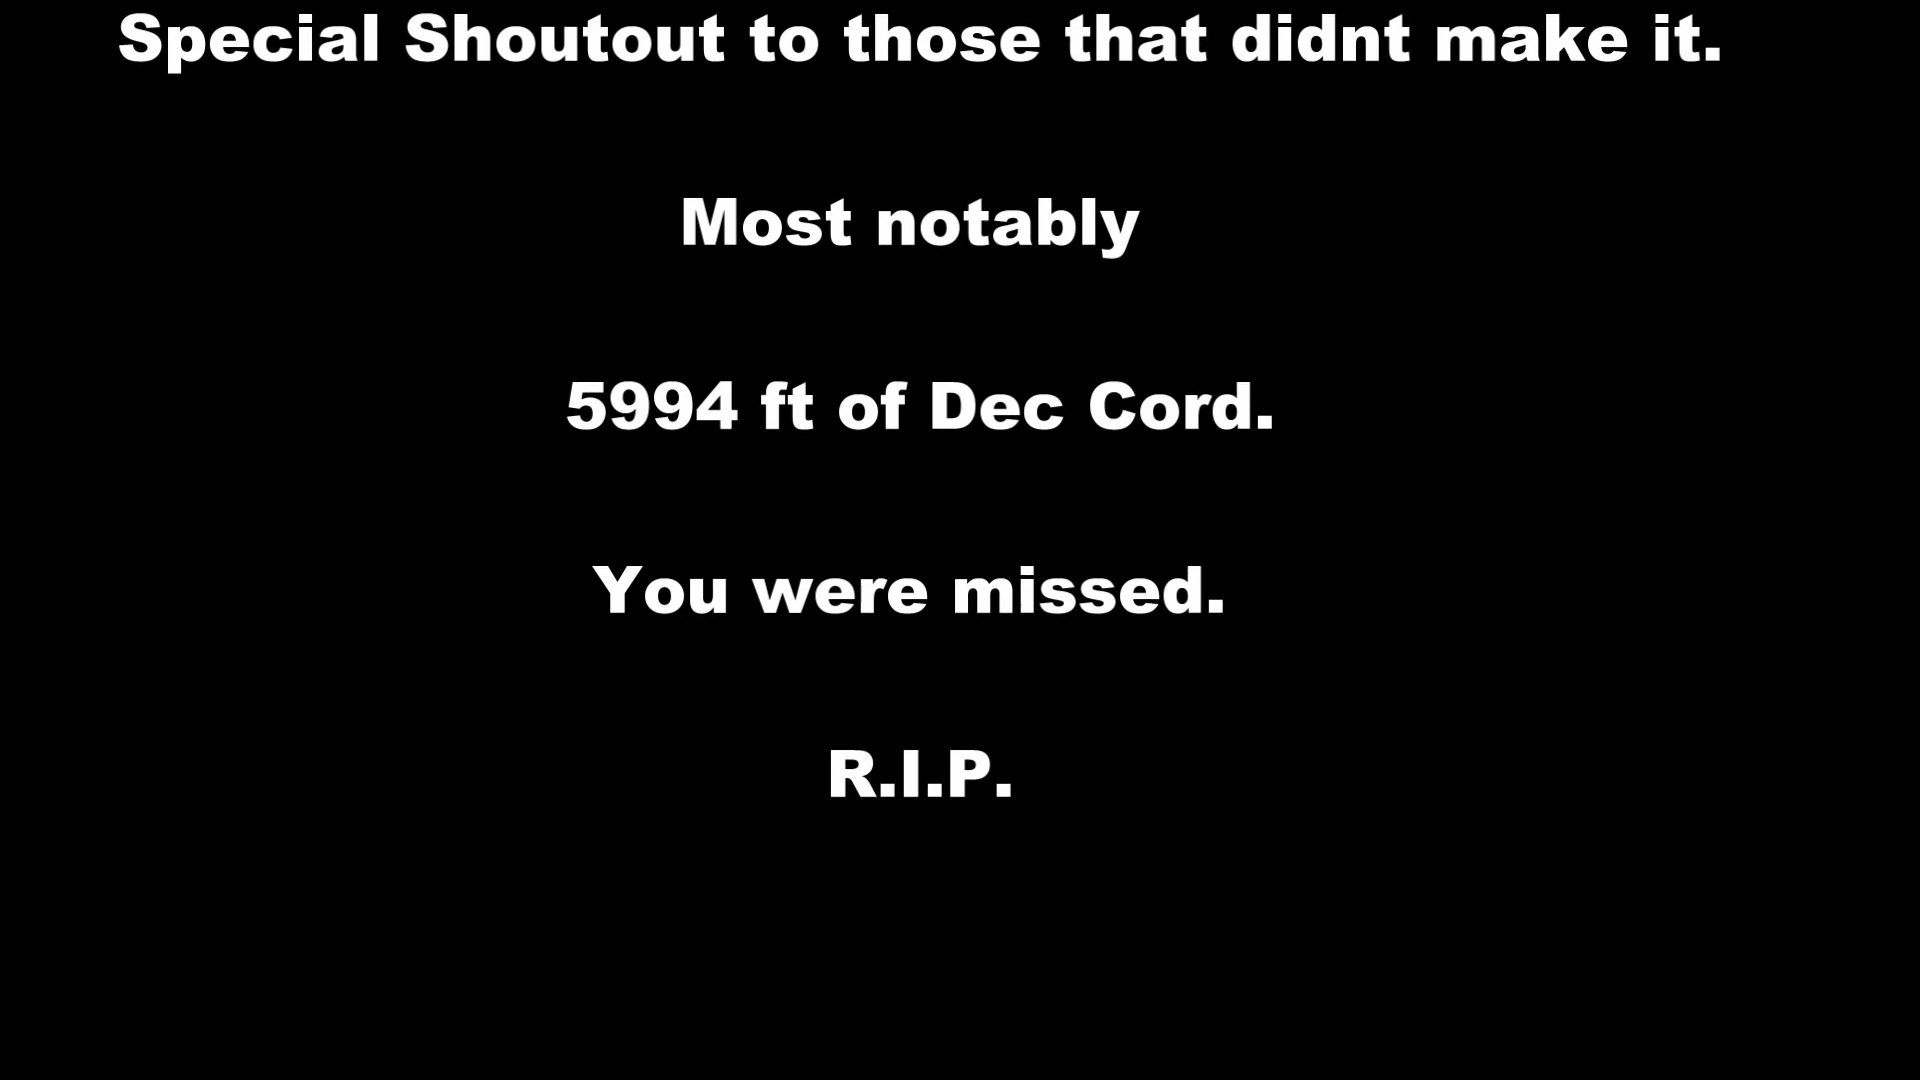 Special Shoutout to those that didnt make it.
Most notably
5994 ft of Dec Cord.
You were missed.
R.I.P.